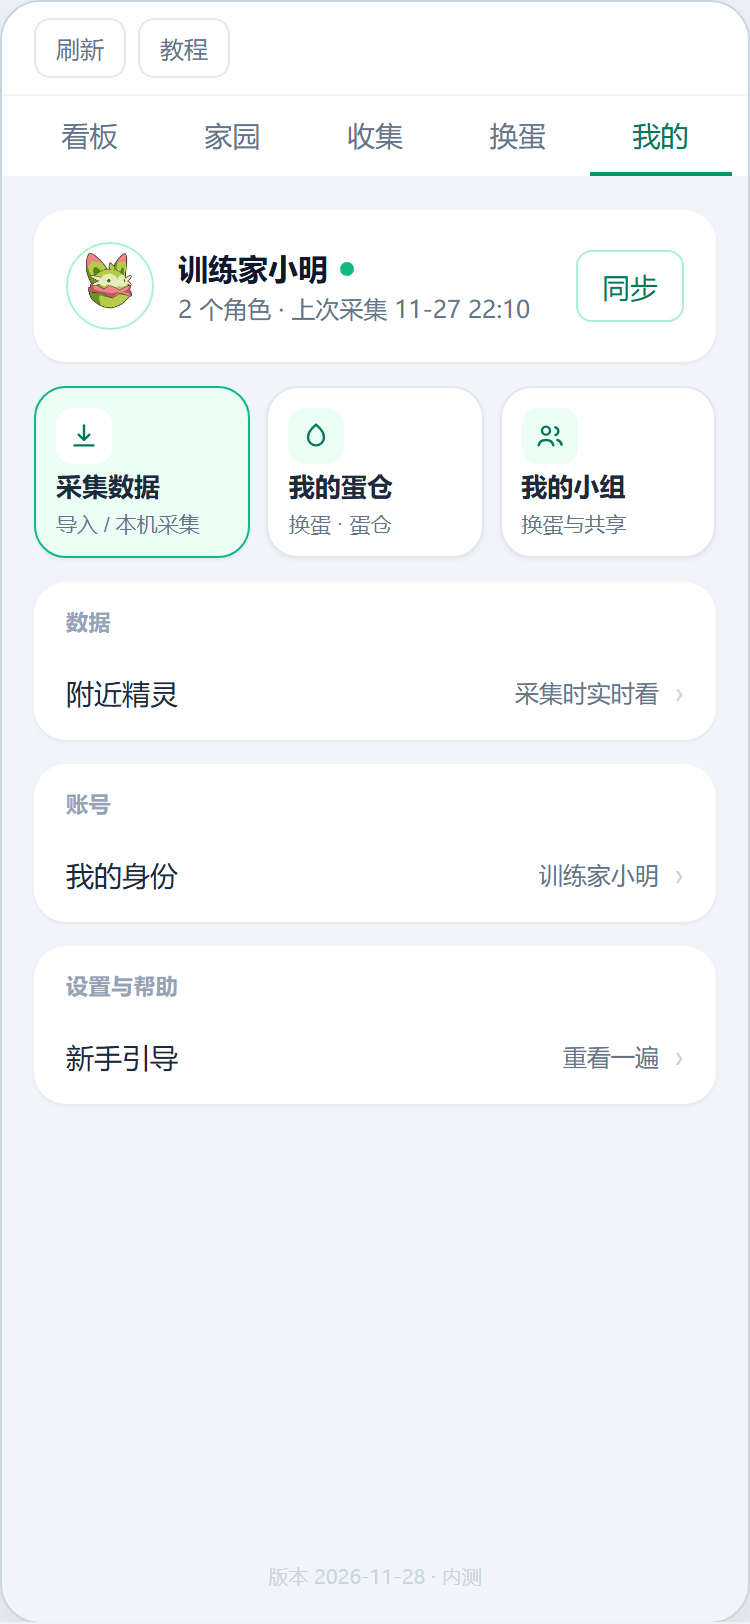 刷新 教程
看板 家园 收集 换蛋 我的
训练家小明
2 个角色 · 上次采集 11-27 22:10
同步
采集数据
导入 / 本机采集
我的蛋仓
换蛋 · 蛋仓
我的小组
换蛋与共享
数据
附近精灵 采集时实时看 ›
账号
我的身份 训练家小明 ›
设置与帮助
新手引导 重看一遍 ›
版本 2026-11-28 · 内测